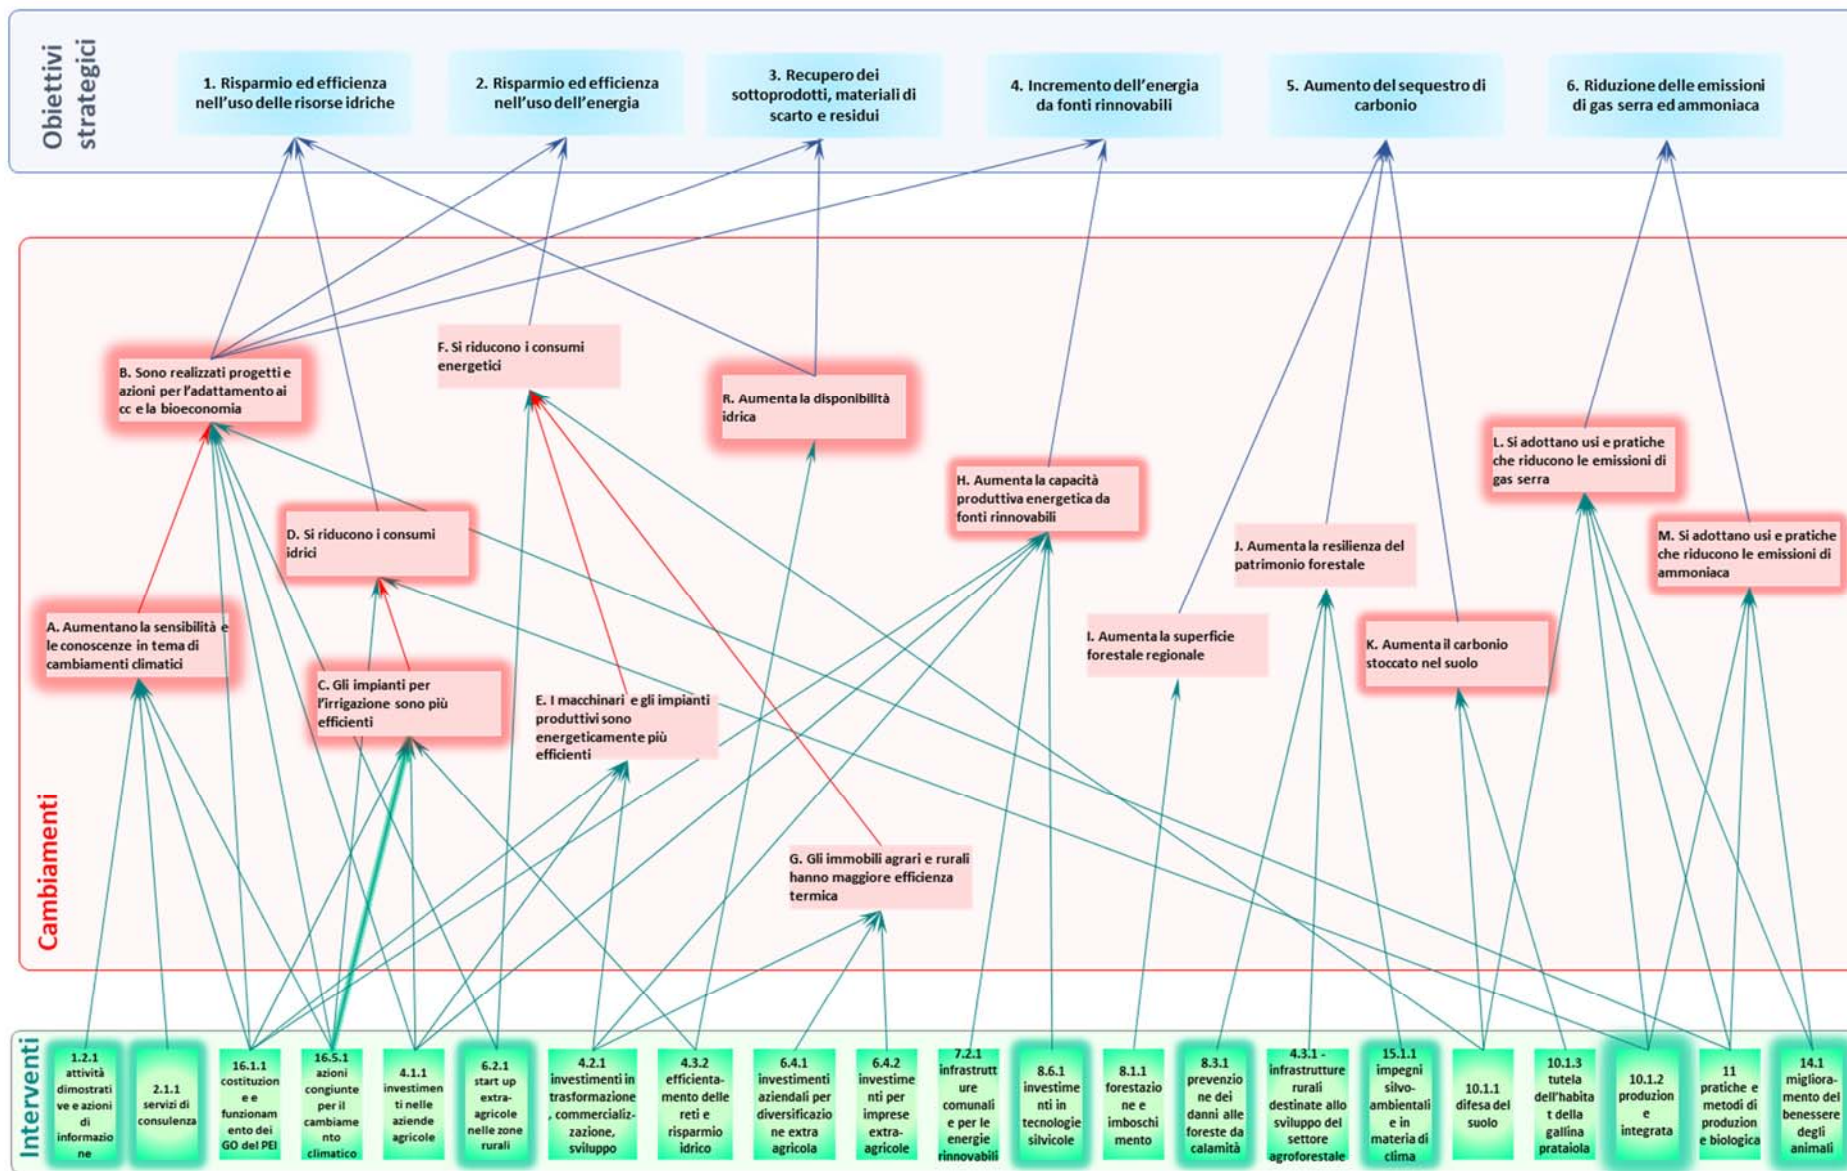 Obiettivi
strategici
1. Risparmio ed efficienza
nell'uso delle risorse idriche
2. Risparmio ed efficienza
nell'uso dell'energia
3. Recupero dei
sottoprodotti, materiali di
scarto e residui
4. Incremento dell'energia
da fonti rinnovabili
5. Aumento del sequestro di
carbonio
6. Riduzione delle emissioni
di gas serra ed ammoniaca
Cambiamenti
B. Sono realizzati progetti e
azioni per l'adattamento ai
cc e la bioeconomia
F. Si riducono i consumi
energetici
R. Aumenta la disponibilità
idrica
L. Si adottano usi e pratiche
che riducono le emissioni di
gas serra
H. Aumenta la capacità
produttiva energetica da
fonti rinnovabili
D. Si riducono i consumi
idrici
J. Aumenta la resilienza del
patrimonio forestale
M. Si adottano usi e pratiche
che riducono le emissioni di
ammoniaca
A. Aumentano la sensibilità e
le conoscenze in tema di
cambiamenti climatici
I. Aumenta la superficie
forestale regionale
K. Aumenta il carbonio
stoccato nel suolo
C. Gli impianti per
l'irrigazione sono più
efficienti
E. I macchinari e gli impianti
produttivi sono
energeticamente più
efficienti
G. Gli immobili agrari e rurali
hanno maggiore efficienza
termica
Interventi
1.2.1
attività
dimostrati
ve e azioni
di
informazio
ne
2.1.1
servizi di
consulenza
16.1.1
costituzion
e e
funzionam
ento dei
GO del PEI
16.5.1
azioni
congiunte
per il
cambiame
nto
climatico
4.1.1
investimen
ti nelle
aziende
agricole
6.2.1
start up
extra-
agricole
nelle zone
rurali
4.2.1
investimenti in
trasformazione
, commercializ-
zazione,
sviluppo
4.3.2
efficienta-
mento delle
reti e
risparmio
idrico
6.4.1
investimenti
aziendali per
diversificazio
ne extra
agricola
6.4.2
investime
nti per
imprese
extra-
agricole
7.2.1
infrastrutt
ure
comunali
e per le
energie
rinnovabili
8.6.1
investime
nti in
tecnologie
silvicole
8.1.1
forestazio
ne e
imboschi
mento
8.3.1
prevenzio
ne dei
danni alle
foreste da
calamità
4.3.1 -
infrastrutture
rurali
destinate allo
sviluppo del
settore
agroforestale
15.1.1
impegni
silvo-
ambientali
e in
materia di
clima
10.1.1
difesa del
suolo
10.1.3
tutela
dell'habita
t della
gallina
prataiola
10.1.2
produzion
e
integrata
11
pratiche e
metodi di
produzion
e biologica
14.1
migliora-
mento del
benessere
degli
animali